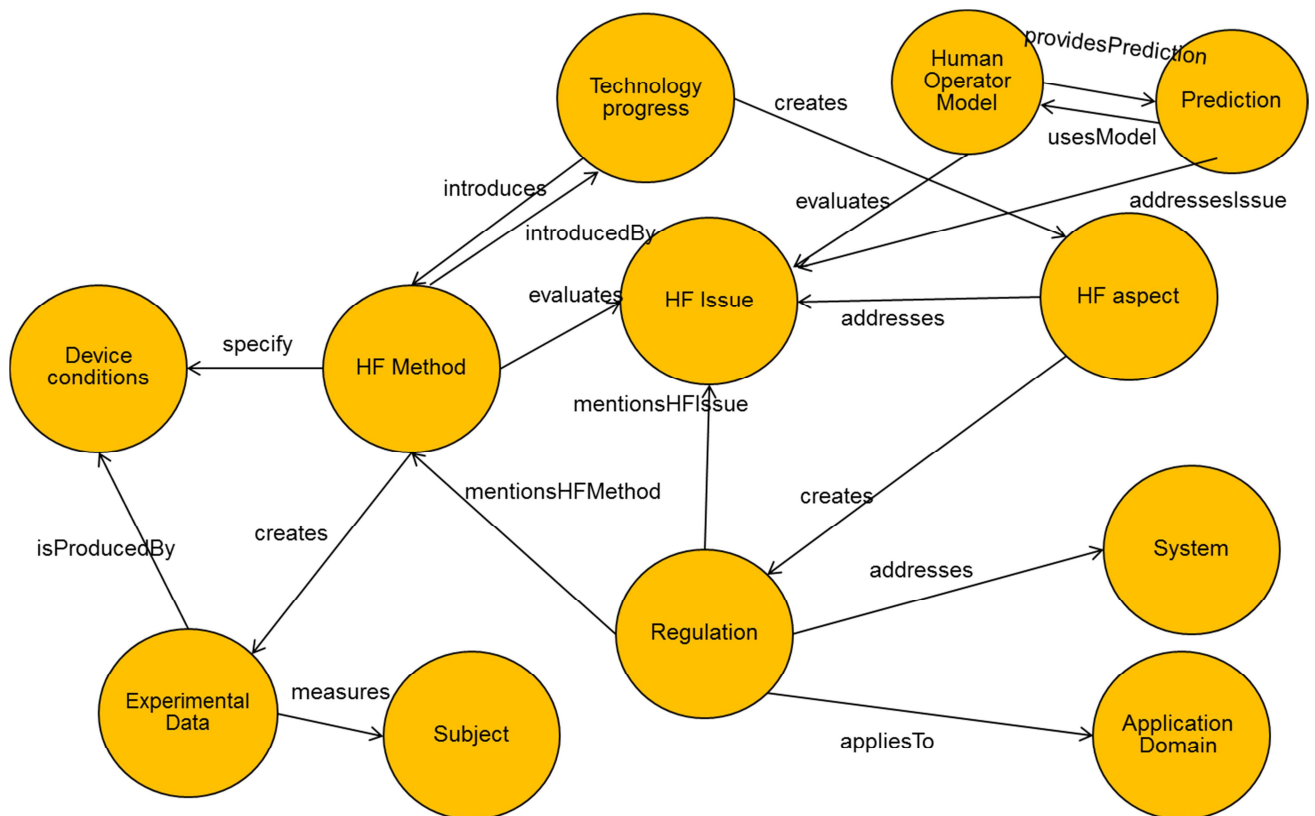 providesPrediction
Human
Operator
Model
Technology
progress
creates
Prediction
usesModel
introduces
evaluates
addressesIssue
introducedBy
evaluates
HF Issue
HF aspect
addresses
specify
Device
conditions
HF Method
mentionsHFIssue
mentionsHFMethod
creates
creates
isProducedBy
addresses
System
Regulation
measures
Experimental
Data
Subject
appliesTo
Application
Domain